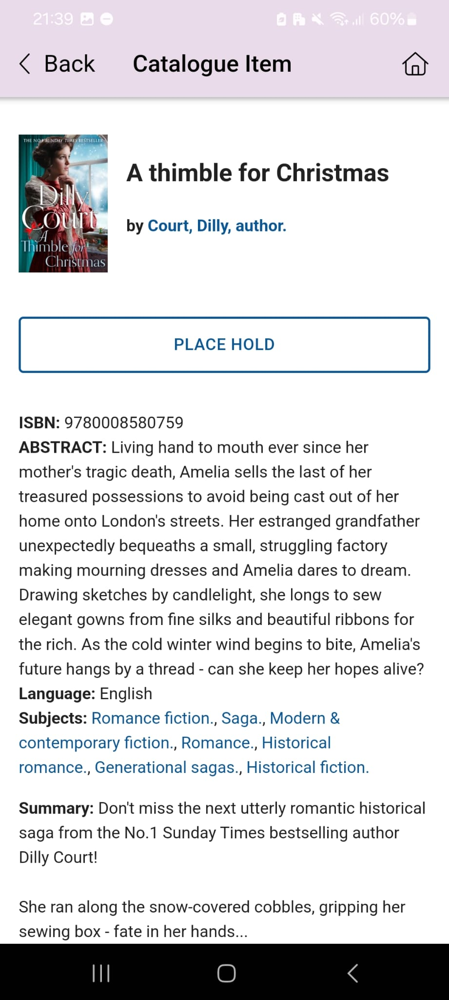 21:39
60%
Back
Catalogue Item
THE NO.1 SUNDAY TIMES BESTSELLER
Dilly
Court
A
Thimble for
Christmas
A thimble for Christmas
by Court, Dilly, author.
PLACE HOLD
ISBN: 9780008580759
ABSTRACT: Living hand to mouth ever since her
mother's tragic death, Amelia sells the last of her
treasured possessions to avoid being cast out of her
home onto London's streets. Her estranged grandfather
unexpectedly bequeaths a small, struggling factory
making mourning dresses and Amelia dares to dream.
Drawing sketches by candlelight, she longs to sew
elegant gowns from fine silks and beautiful ribbons for
the rich. As the cold winter wind begins to bite, Amelia's
future hangs by a thread - can she keep her hopes alive?
Language: English
Subjects: Romance fiction., Saga., Modern &
contemporary fiction., Romance., Historical
romance., Generational sagas., Historical fiction.
Summary: Don't miss the next utterly romantic historical
saga from the No.1 Sunday Times bestselling author
Dilly Court!
She ran along the snow-covered cobbles, gripping her
sewing box - fate in her hands...